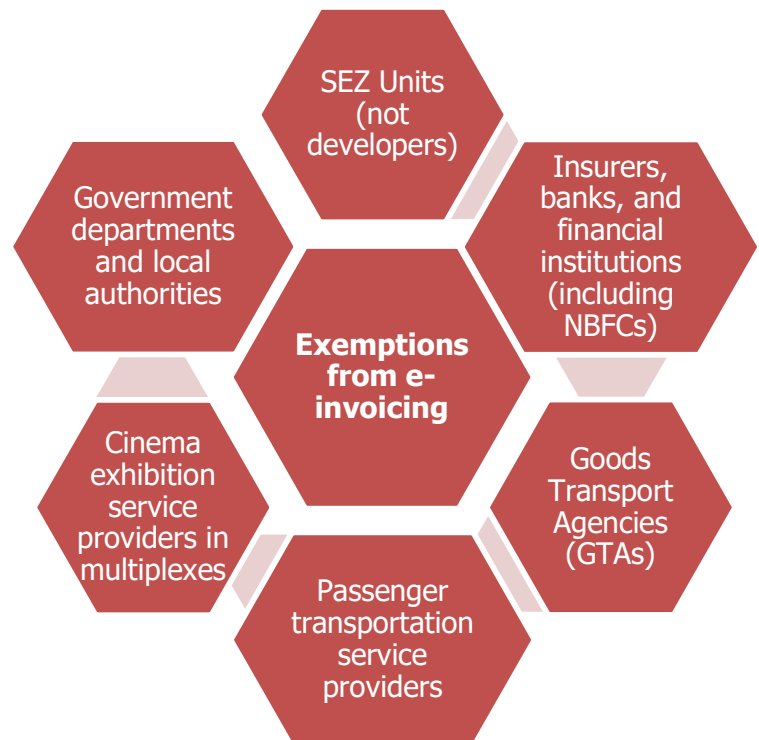 SEZ Units
(not
developers)
Insurers,
banks, and
financial
institutions
(including
NBFCs)
Goods
Transport
Agencies
(GTAs)
Passenger
transportation
service
providers
Cinema
exhibition
service
providers in
multiplexes
Government
departments
and local
authorities
Exemptions
from e-
invoicing